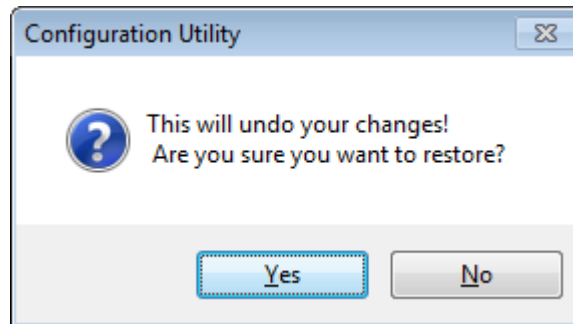 Configuration Utility
This will undo your changes!
Are you sure you want to restore?
Yes
No